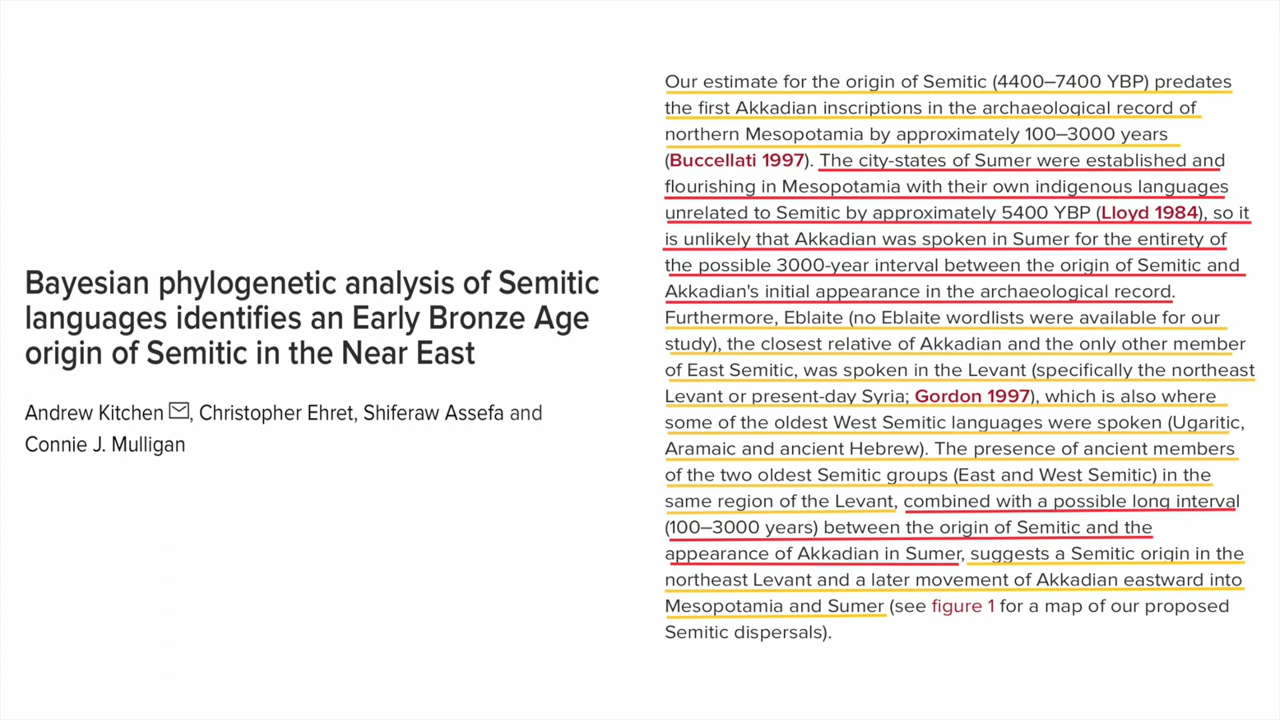 Bayesian phylogenetic analysis of Semitic
languages identifies an Early Bronze Age
origin of Semitic in the Near East
Andrew Kitchen, Christopher Ehret, Shiferaw Assefa and
Connie J. Mulligan
Our estimate for the origin of Semitic (4400–7400 YBP) predates
the first Akkadian inscriptions in the archaeological record of
northern Mesopotamia by approximately 100–3000 years
(Buccellati 1997). The city-states of Sumer were established and
flourishing in Mesopotamia with their own indigenous languages
unrelated to Semitic by approximately 5400 YBP (Lloyd 1984), so it
is unlikely that Akkadian was spoken in Sumer for the entirety of
the possible 3000-year interval between the origin of Semitic and
Akkadian's initial appearance in the archaeological record.
Furthermore, Eblaite (no Eblaite wordlists were available for our
study), the closest relative of Akkadian and the only other member
of East Semitic, was spoken in the Levant (specifically the northeast
Levant or present-day Syria; Gordon 1997), which is also where
some of the oldest West Semitic languages were spoken (Ugaritic,
Aramaic and ancient Hebrew). The presence of ancient members
of the two oldest Semitic groups (East and West Semitic) in the
same region of the Levant, combined with a possible long interval
(100–3000 years) between the origin of Semitic and the
appearance of Akkadian in Sumer, suggests a Semitic origin in the
northeast Levant and a later movement of Akkadian eastward into
Mesopotamia and Sumer (see figure 1 for a map of our proposed
Semitic dispersals).